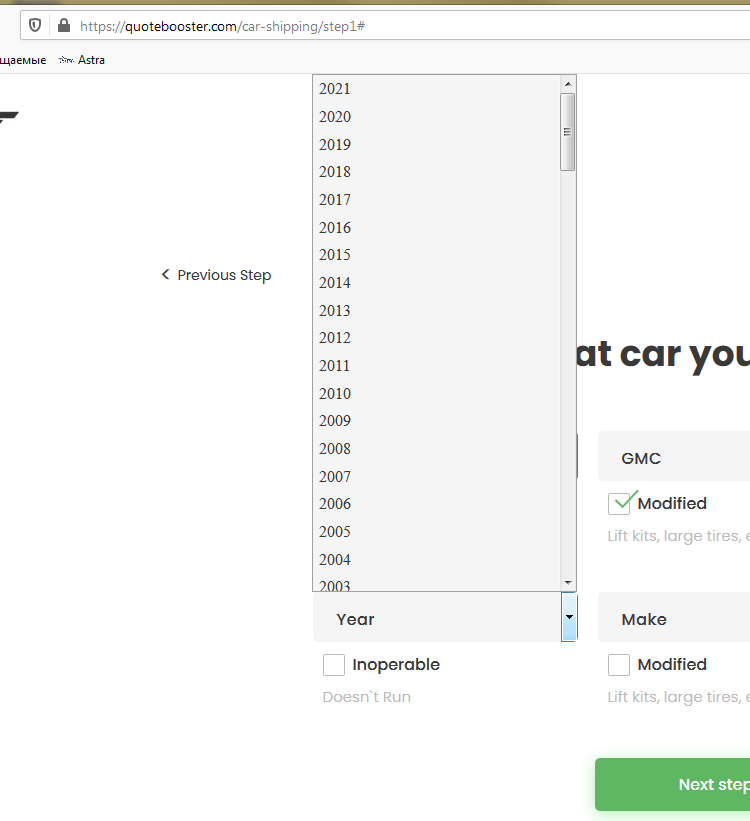 https://quotebooster.com/car-shipping/step1#
щаемые Astra
2021
2020
2019
2018
2017
2016
2015
2014
2013
2012
2011
2010
2009
2008
2007
2006
2005
2004
2003
Previous Step
at car you
GMC
Modified
Lift kits, large tires, e
Year
Make
Inoperable
Modified
Doesn`t Run
Lift kits, large tires, e
Next step